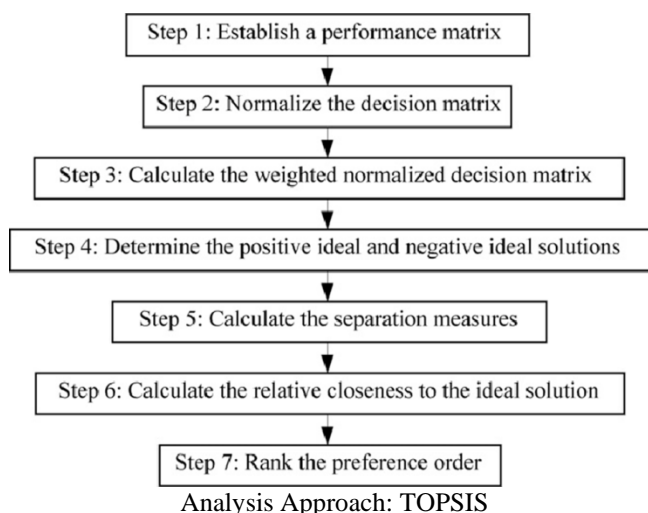 Step 1: Establish a performance matrix
Step 2: Normalize the decision matrix
Step 3: Calculate the weighted normalized decision matrix
Step 4: Determine the positive ideal and negative ideal solutions
Step 5: Calculate the separation measures
Step 6: Calculate the relative closeness to the ideal solution
Step 7: Rank the preference order
Analysis Approach: TOPSIS